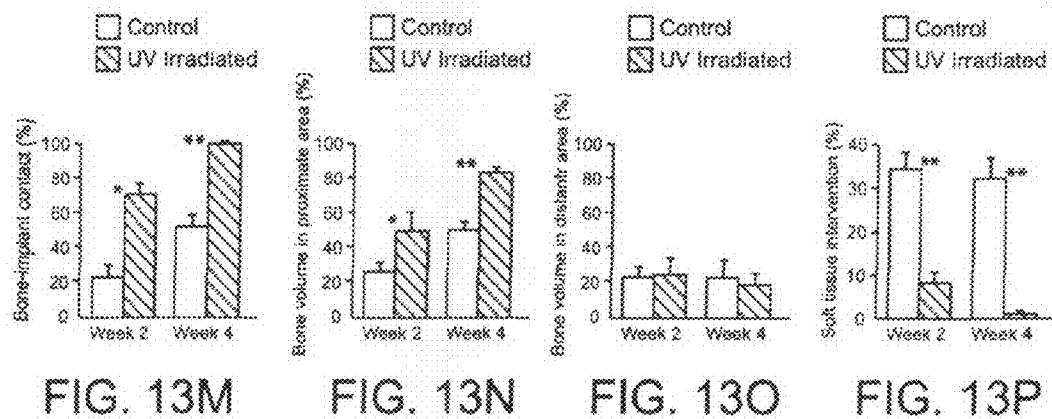 Control
UV Irradiated
Bone-implant contact (%)
100
80
60
40
20
0
*
**
Week 2 Week 4
FIG. 13M
Control
UV Irradiated
Bone volume in proximate area (%)
100
80
60
40
20
0
*
**
Week 2 Week 4
FIG. 13N
Control
UV Irradiated
Bone volume in distantr area (%)
100
80
60
40
20
0
Week 2 Week 4
FIG. 13O
Control
UV Irradiated
Soft tissue intervention (%)
40
30
20
10
0
**
**
Week 2 Week 4
FIG. 13P